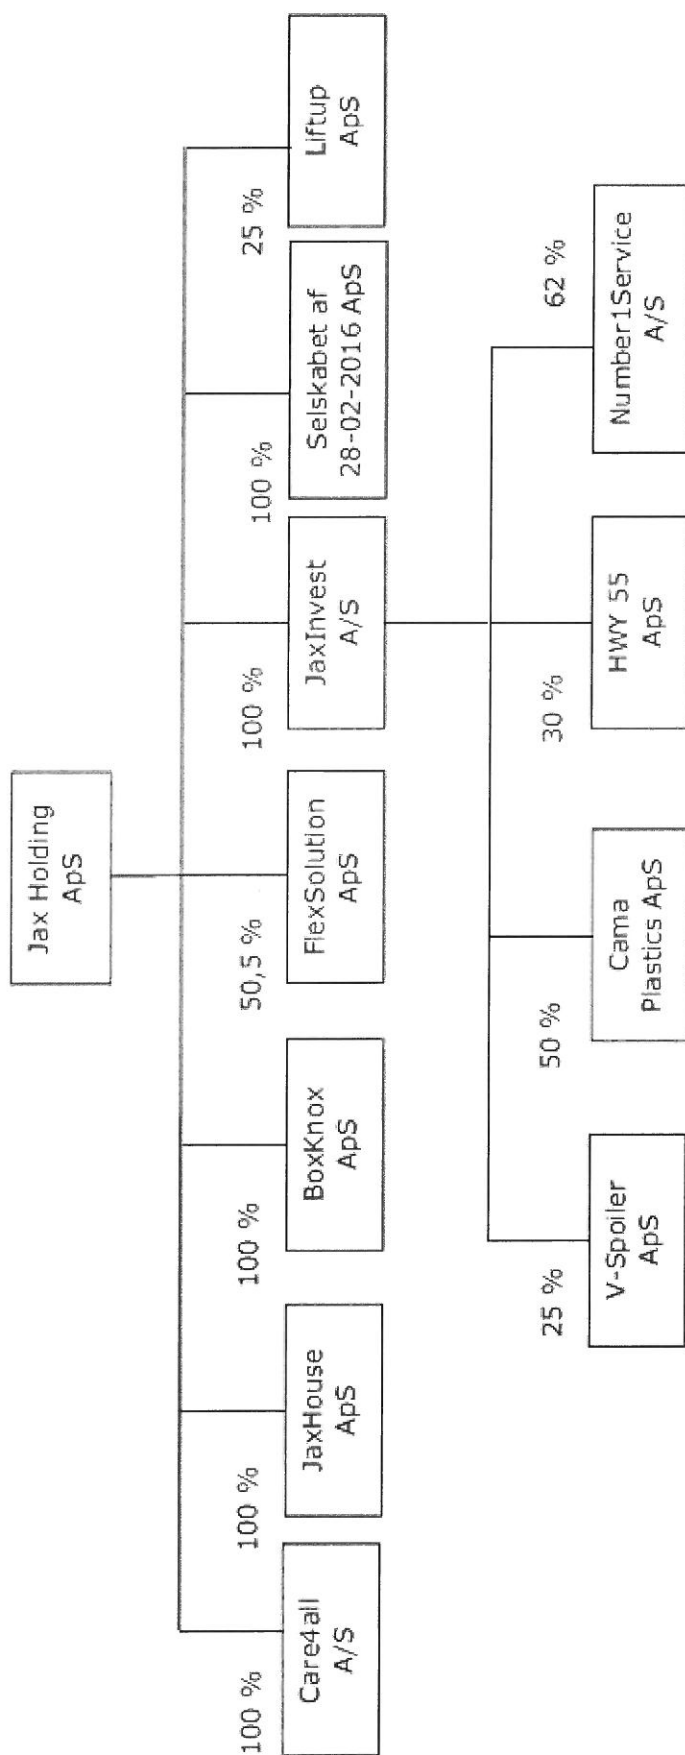 Jax Holding
ApS
100 %
Care4all
A/S
100 %
JaxHouse
ApS
100 %
BoxKnox
ApS
50,5 %
FlexSolution
ApS
100 %
JaxInvest
A/S
100 %
Selskabet af
28-02-2016 ApS
25 %
Liftup
ApS
25 %
V-Spoiler
ApS
50 %
Cama
Plastics ApS
30 %
HWY 55
ApS
62 %
Number1Service
A/S